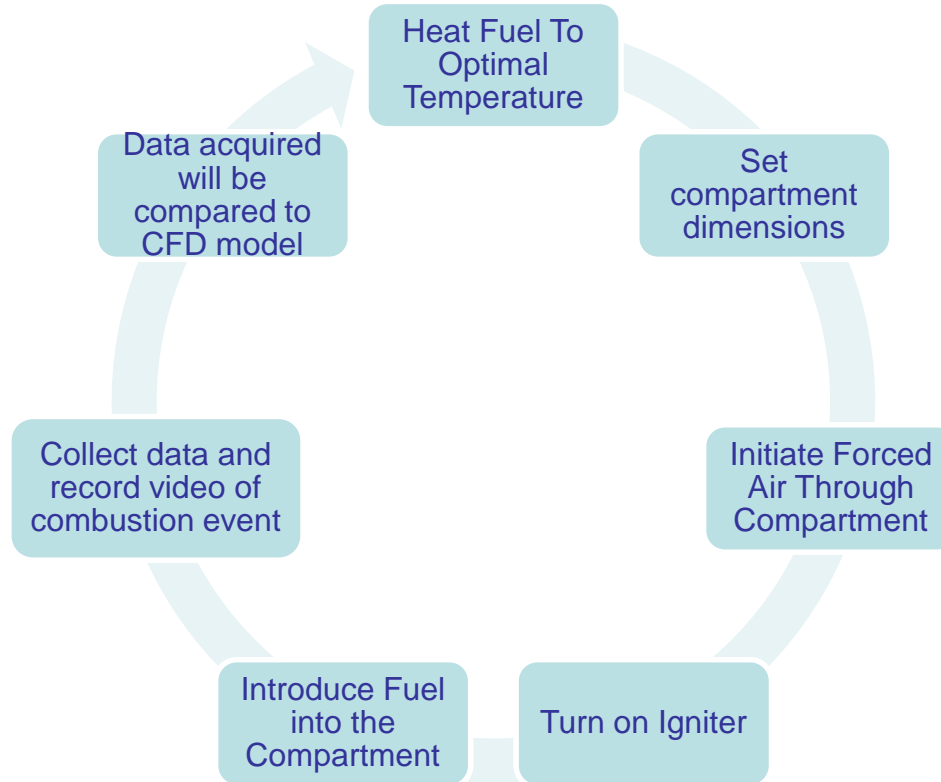 Heat Fuel To
Optimal
Temperature
Set
compartment
dimensions
Initiate Forced
Air Through
Compartment
Turn on Igniter
Introduce Fuel
into the
Compartment
Collect data and
record video of
combustion event
Data acquired
will be
compared to
CFD model